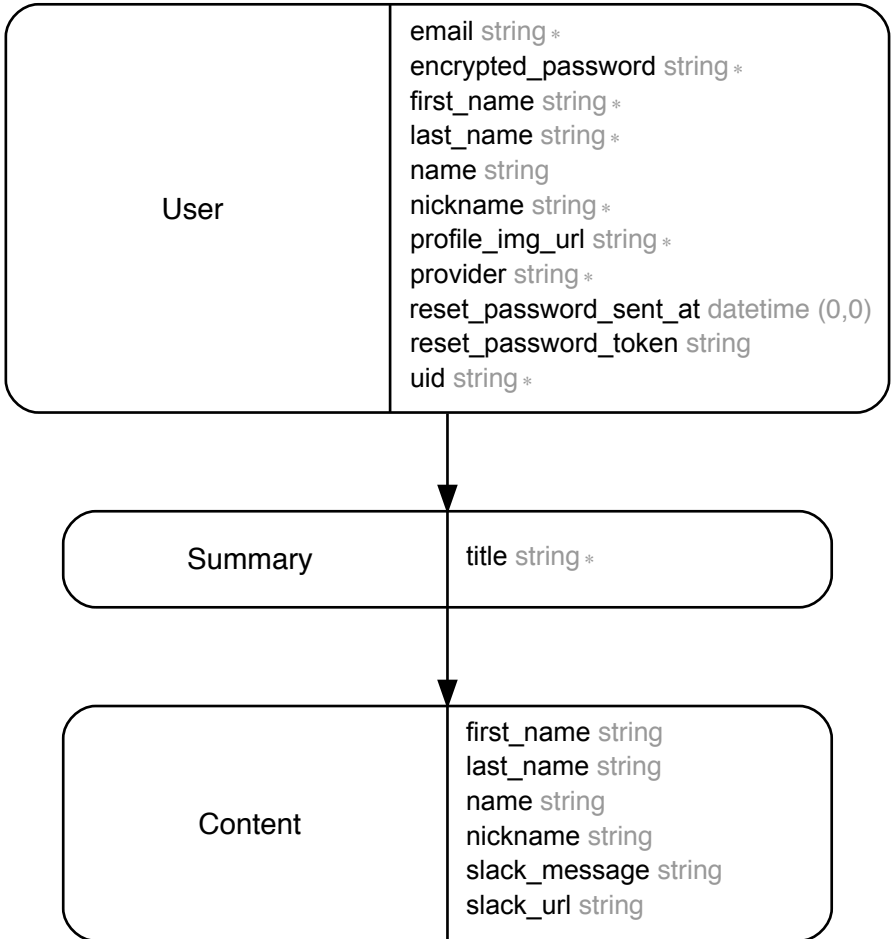 User
email string *
encrypted_password string *
first_name string *
last_name string *
name string
nickname string *
profile_img_url string *
provider string *
reset_password_sent_at datetime (0,0)
reset_password_token string
uid string *
Summary
title string *
Content
first_name string
last_name string
name string
nickname string
slack_message string
slack_url string